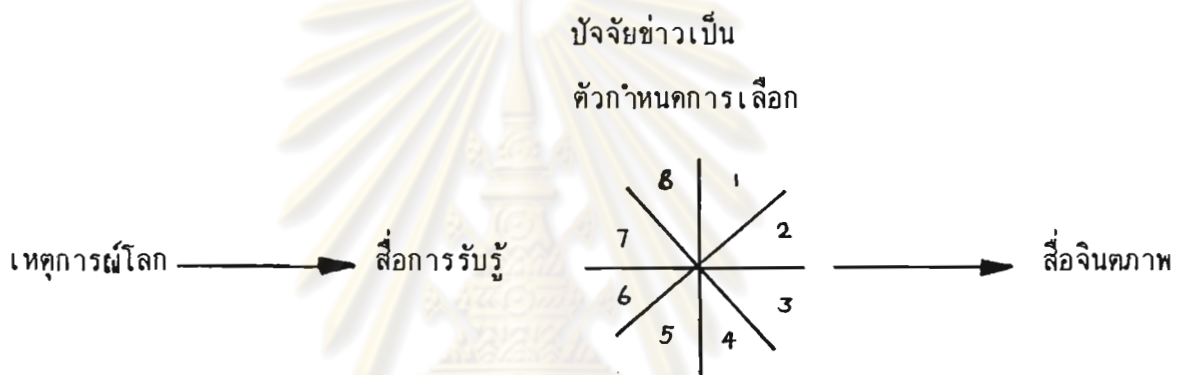 ปัจจัยข่าวเป็น
ตัวกำหนดการเลือก
8 1
7 2
เหตุการณ์โลก สื่อการรับรู้ สื่อจินตภาพ
6 3
5 4